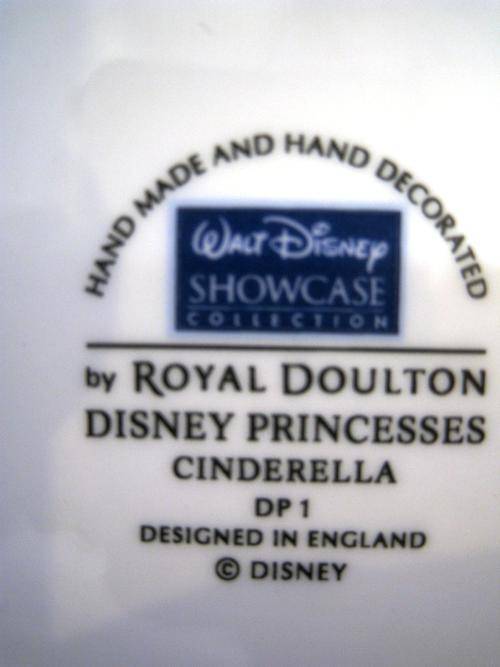 HAND MADE AND HAND DECORATED
WALT DISNEY
SHOWCASE
COLLECTION
by ROYAL DOULTON
DISNEY PRINCESSES
CINDERELLA
DP 1
DESIGNED IN ENGLAND
© DISNEY